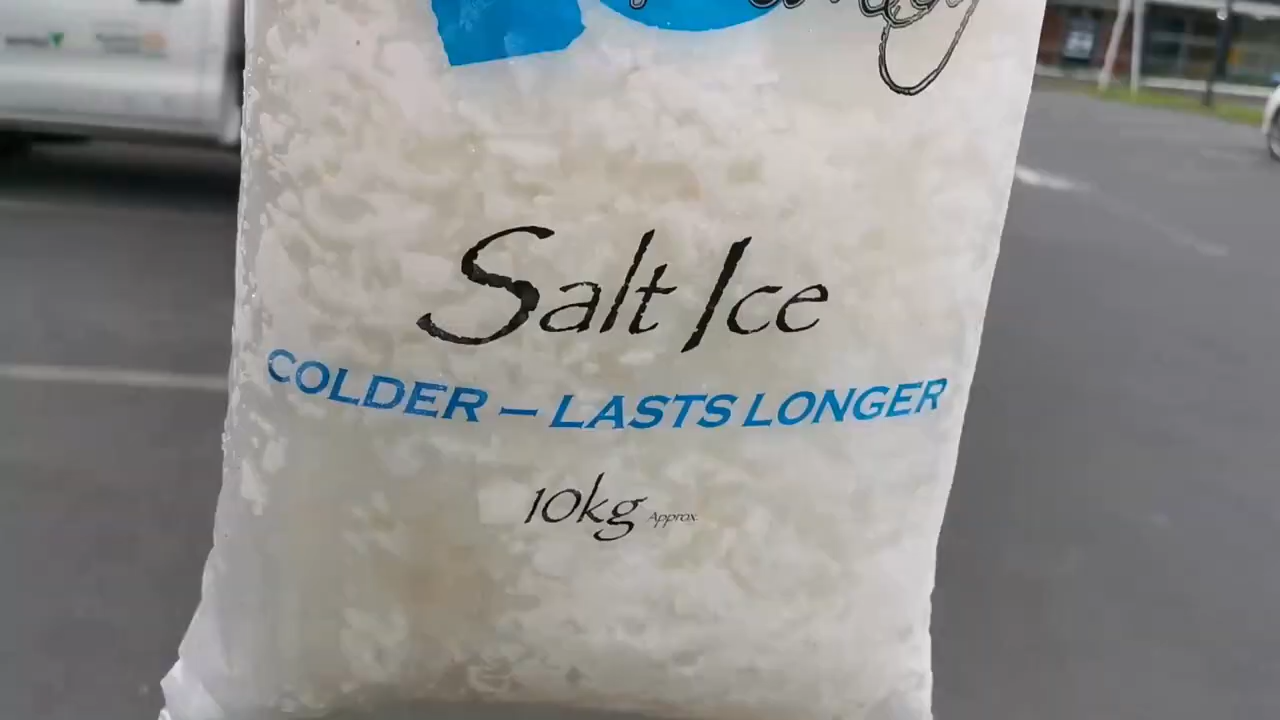 Salt Ice
COLDER – LASTS LONGER
10kg Approx.